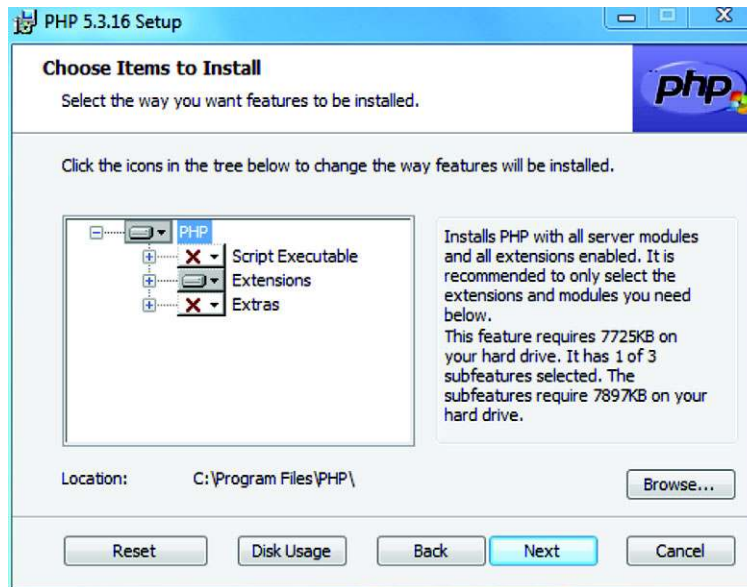 PHP 5.3.16 Setup
Choose Items to Install
Select the way you want features to be installed.
php
Click the icons in the tree below to change the way features will be installed.
PHP
Script Executable
Extensions
Extras
Installs PHP with all server modules
and all extensions enabled. It is
recommended to only select the
extensions and modules you need
below.
This feature requires 7725KB on
your hard drive. It has 1 of 3
subfeatures selected. The
subfeatures require 7897KB on your
hard drive.
Location: C:\Program Files\PHP\
Browse...
Reset Disk Usage Back Next Cancel